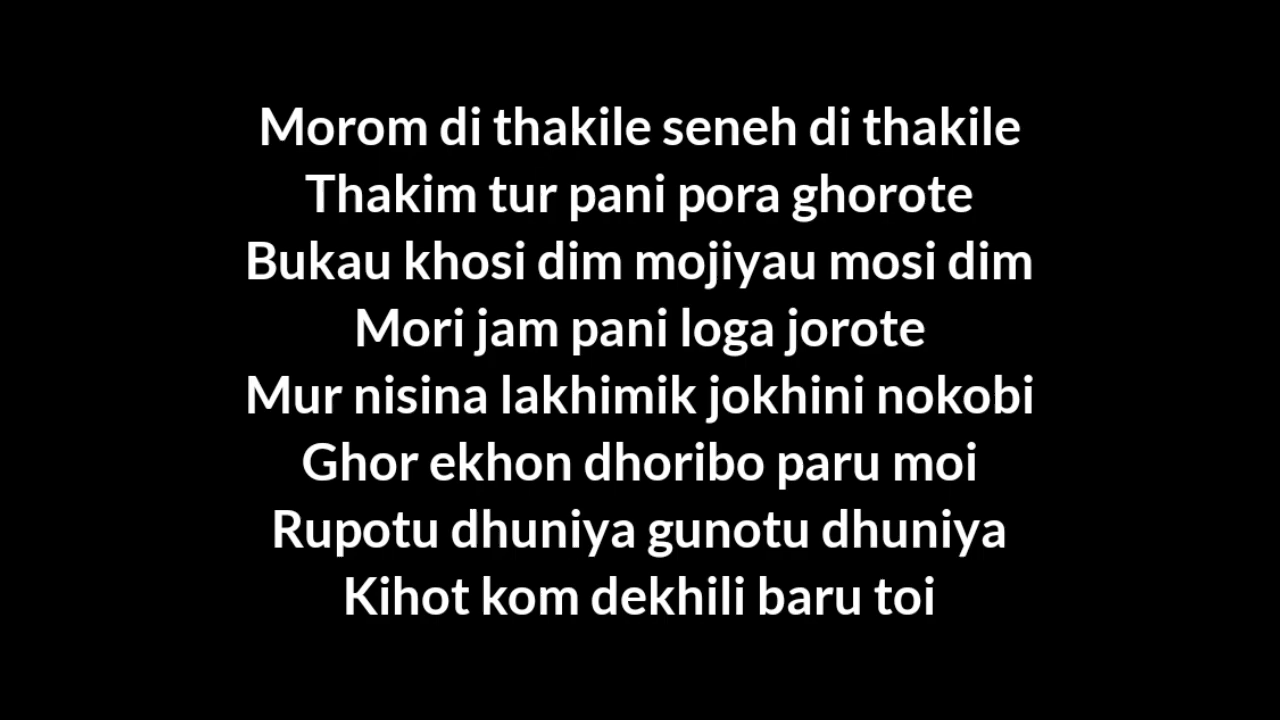 Morom di thakile seneh di thakile
Thakim tur pani pora ghorote
Bukau khosi dim mojiyau mosi dim
Mori jam pani loga jorote
Mur nisina lakhimik jokhini nokobi
Ghor ekhon dhoribo paru moi
Rupotu dhuniya gunotu dhuniya
Kihot kom dekhili baru toi